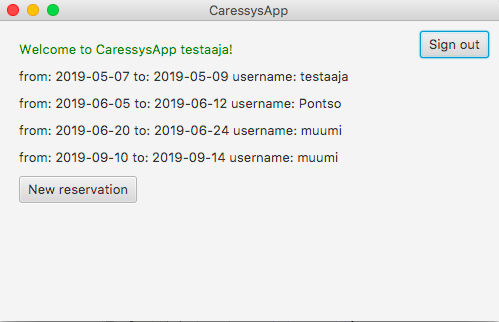 CaressysApp
Welcome to CaressysApp testaaja!
Sign out
from: 2019-05-07 to: 2019-05-09 username: testaaja
from: 2019-06-05 to: 2019-06-12 username: Pontso
from: 2019-06-20 to: 2019-06-24 username: muumi
from: 2019-09-10 to: 2019-09-14 username: muumi
New reservation